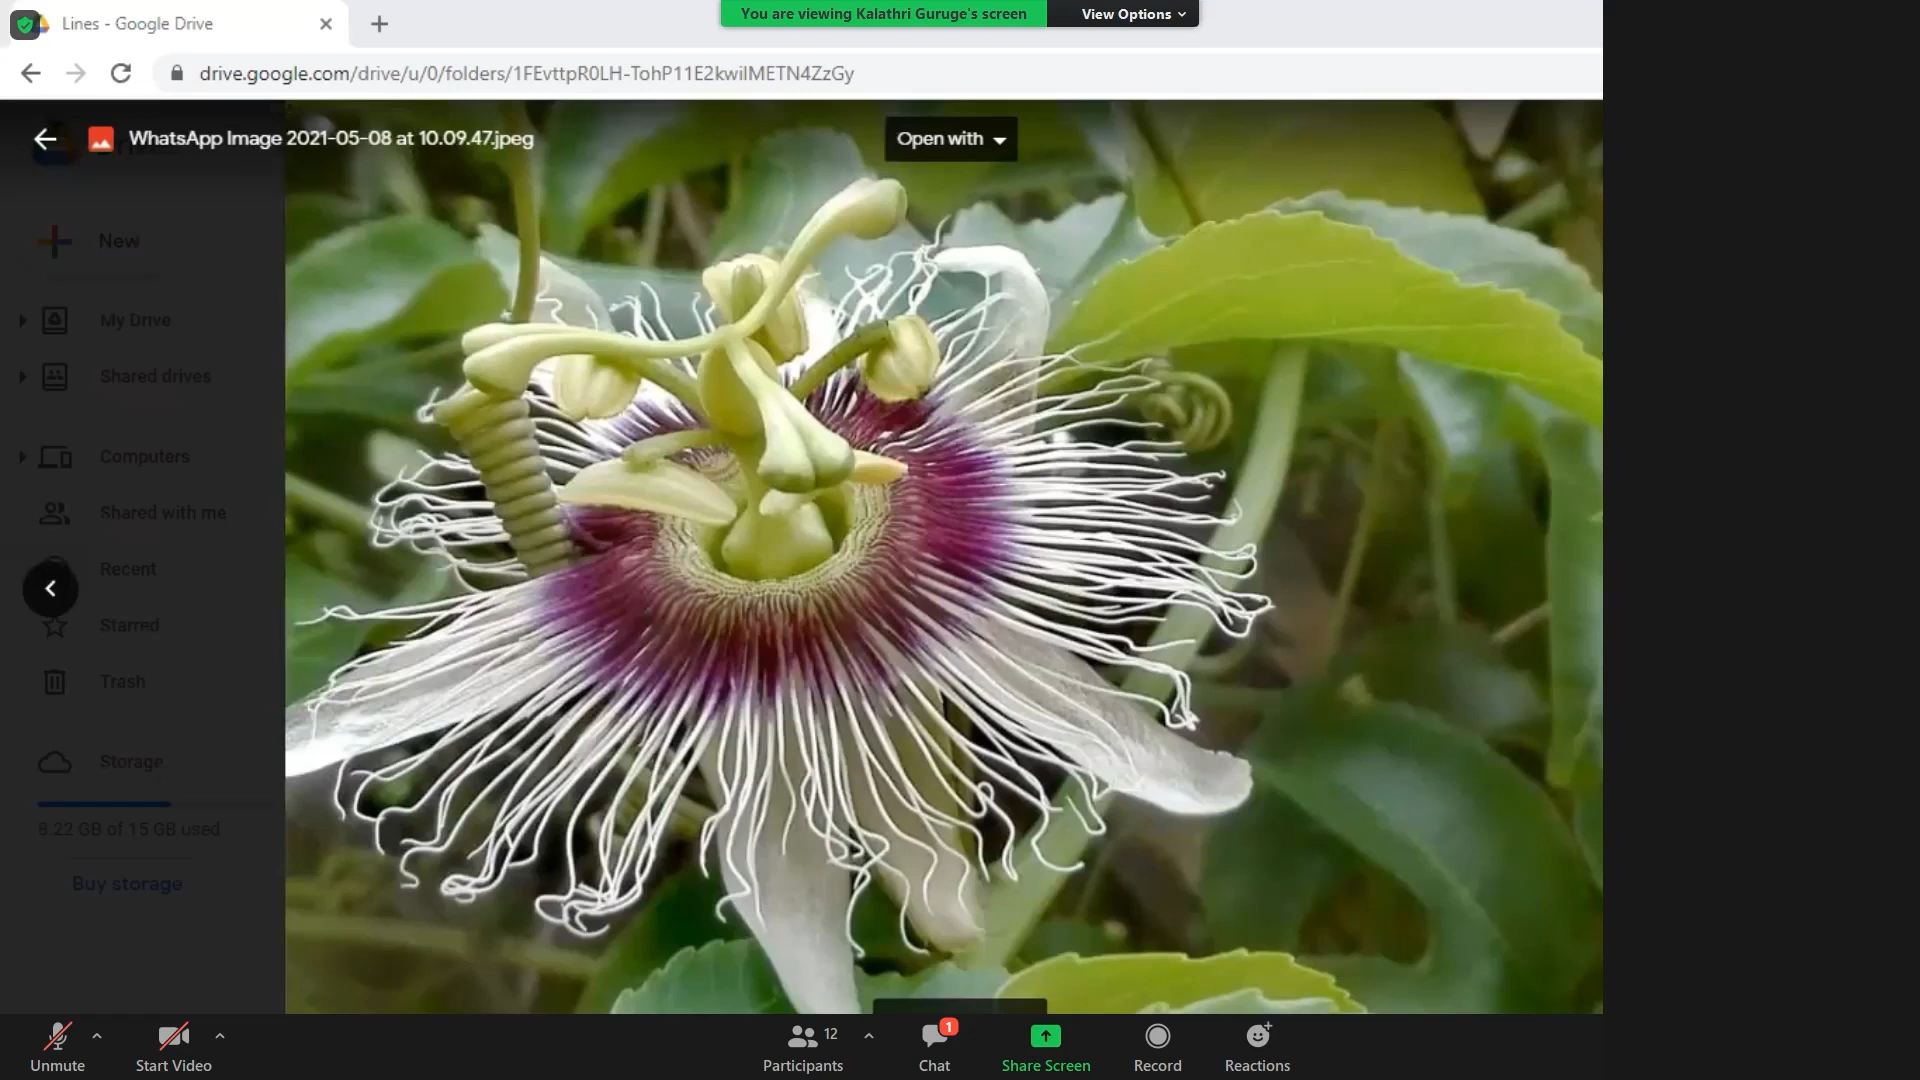 Lines - Google Drive
You are viewing Kalathri Guruge's screen
View Options
drive.google.com/drive/u/0/folders/1FEvttpR0LH-TohP11E2kwilMETN4ZzGy
WhatsApp Image 2021-05-08 at 10.09.47.jpeg
Open with
New
My Drive
Shared drives
Computers
Shared with me
Recent
Starred
Trash
Storage
8.22 GB of 15 GB used
Buy storage
Unmute
Start Video
12
Participants
1
Chat
Share Screen
Record
Reactions